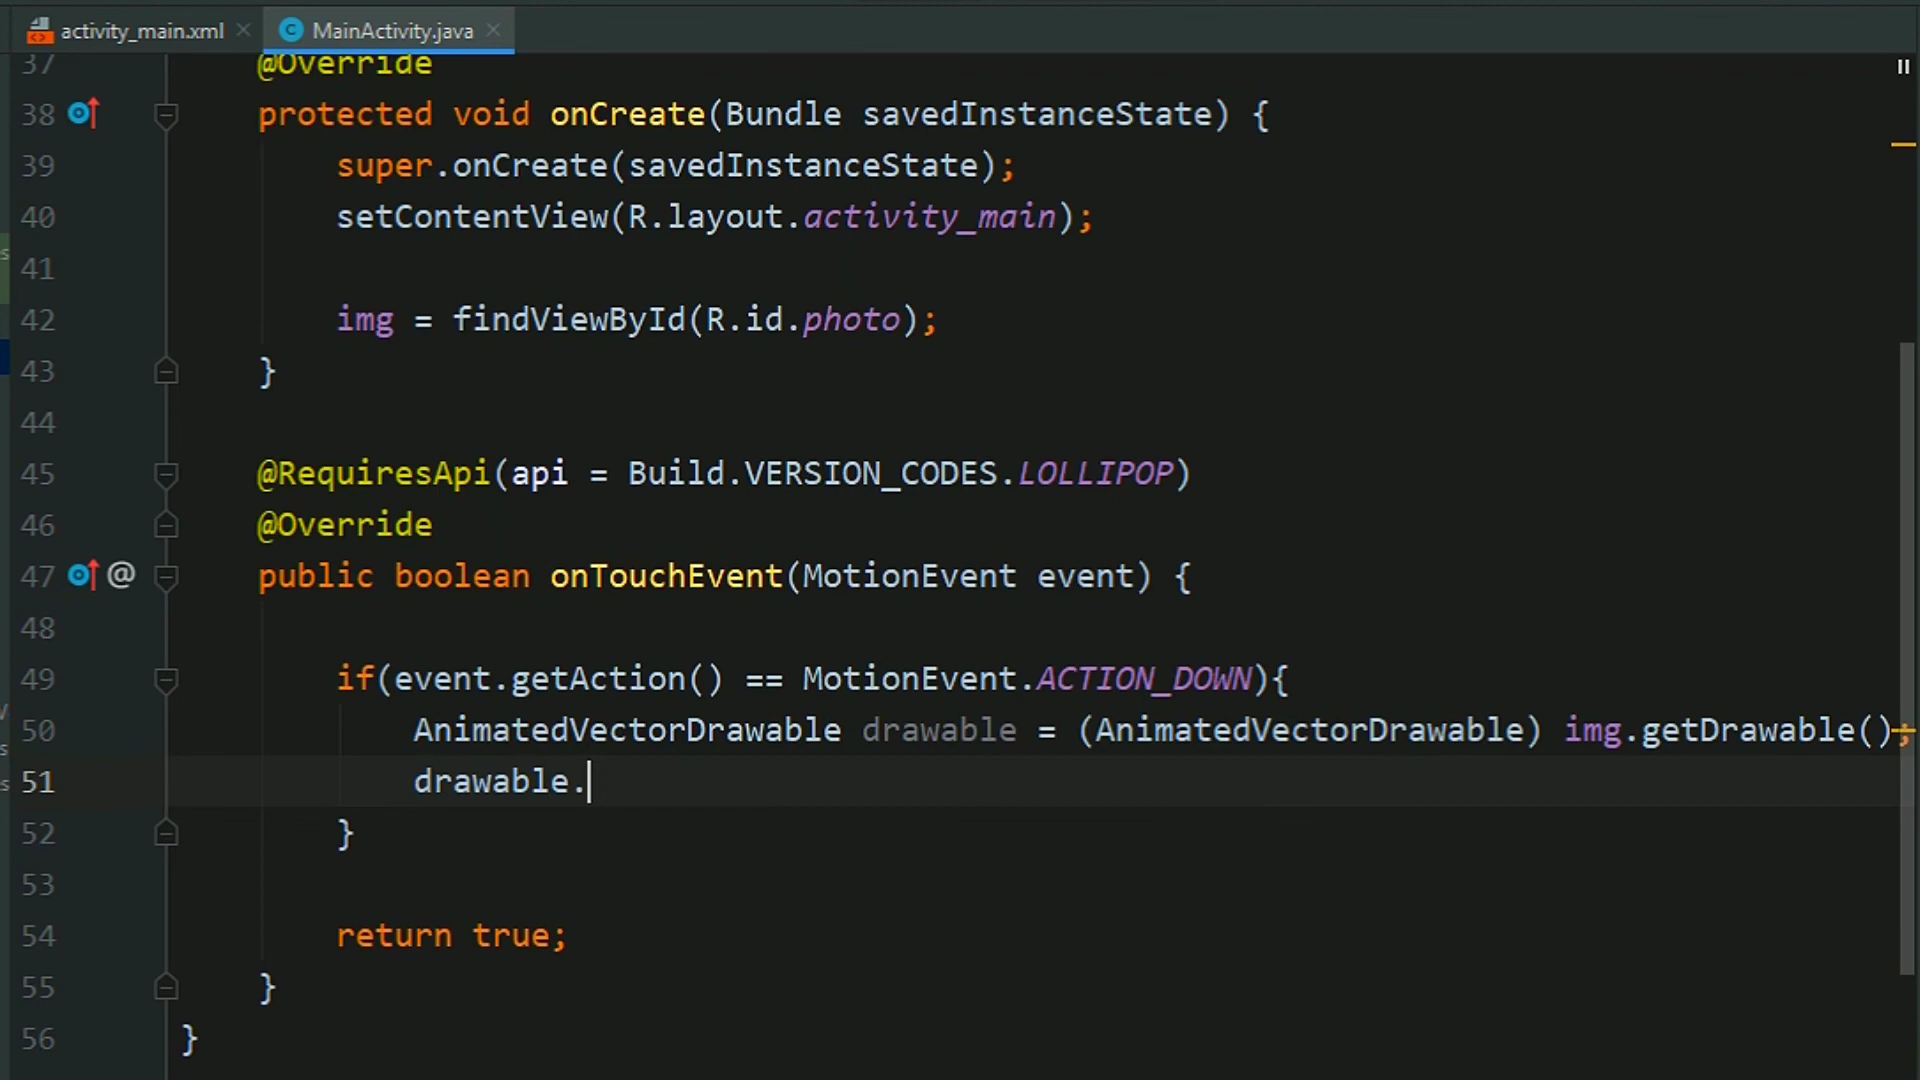 activity_main.xml
MainActivity.java
37 @Override
38 protected void onCreate(Bundle savedInstanceState) {
39 super.onCreate(savedInstanceState);
40 setContentView(R.layout.activity_main);
41
42 img = findViewById(R.id.photo);
43 }
44
45 @RequiresApi(api = Build.VERSION_CODES.LOLLIPOP)
46 @Override
47 @ public boolean onTouchEvent(MotionEvent event) {
48
49 if(event.getAction() == MotionEvent.ACTION_DOWN){
50 AnimatedVectorDrawable drawable = (AnimatedVectorDrawable) img.getDrawable();
51 drawable.
52 }
53
54 return true;
55 }
56 }